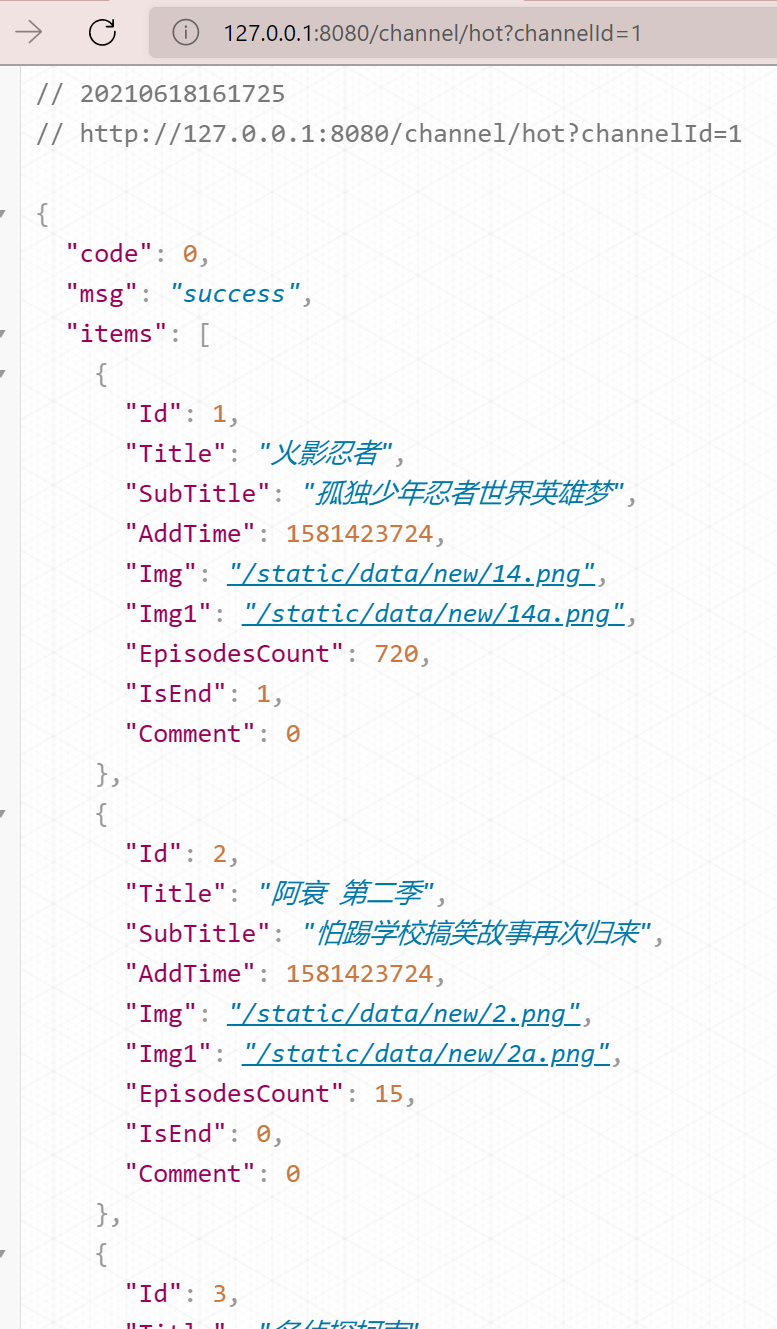 127.0.0.1:8080/channel/hot?channelId=1
// 20210618161725
// http://127.0.0.1:8080/channel/hot?channelId=1
{
"code": 0,
"msg": "success",
"items": [
{
"Id": 1,
"Title": "火影忍者",
"SubTitle": "孤独少年忍者世界英雄梦",
"AddTime": 1581423724,
"Img": "/static/data/new/14.png",
"Img1": "/static/data/new/14a.png",
"EpisodesCount": 720,
"IsEnd": 1,
"Comment": 0
},
{
"Id": 2,
"Title": "阿衰 第二季",
"SubTitle": "怕踢学校搞笑故事再次归来",
"AddTime": 1581423724,
"Img": "/static/data/new/2.png",
"Img1": "/static/data/new/2a.png",
"EpisodesCount": 15,
"IsEnd": 0,
"Comment": 0
},
{
"Id": 3,